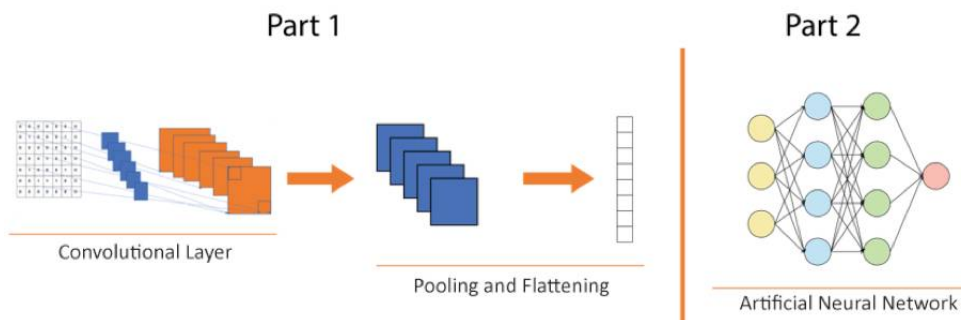 Part 1
Part 2
Convolutional Layer
Pooling and Flattening
Artificial Neural Network